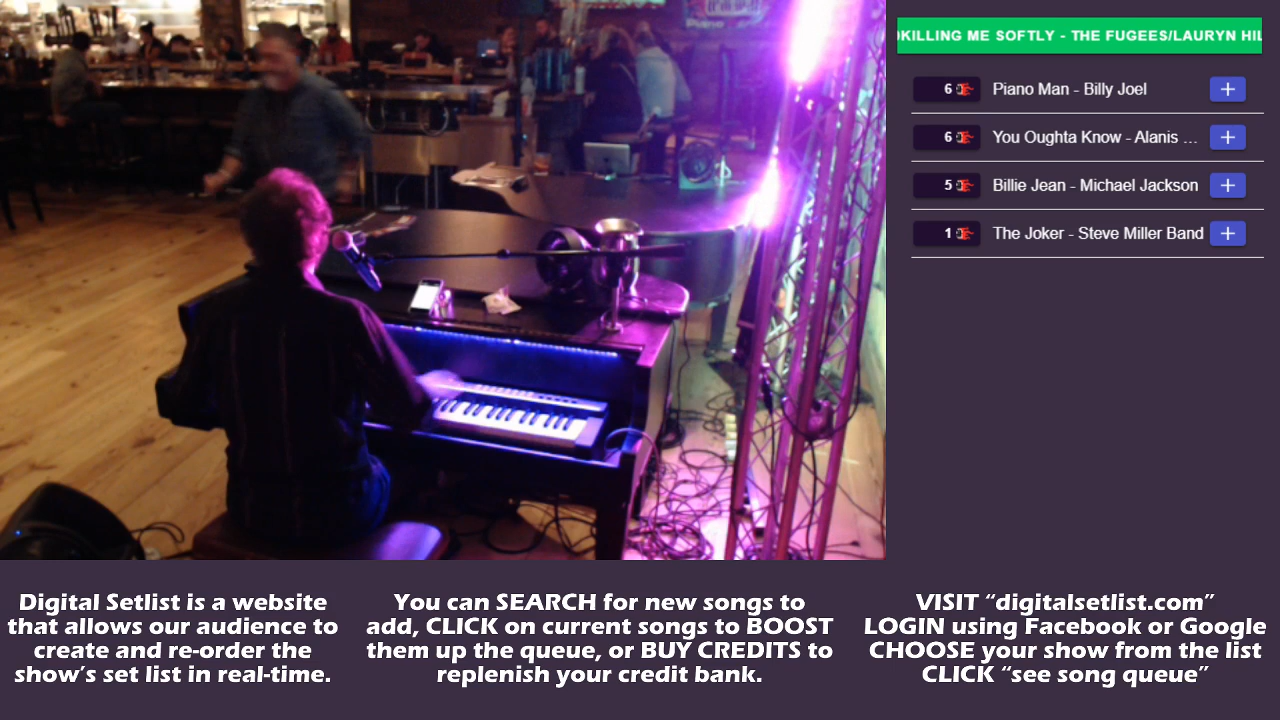 KILLING ME SOFTLY - THE FUGEES/LAURYN HIL
6 Piano Man - Billy Joel +
6 You Oughta Know - Alanis ... +
5 Billie Jean - Michael Jackson +
1 The Joker - Steve Miller Band +
Digital Setlist is a website
that allows our audience to
create and re-order the
show's set list in real-time.
You can SEARCH for new songs to
add, CLICK on current songs to BOOST
them up the queue, or BUY CREDITS to
replenish your credit bank.
VISIT “digitalsetlist.com”
LOGIN using Facebook or Google
CHOOSE your show from the list
CLICK “see song queue”